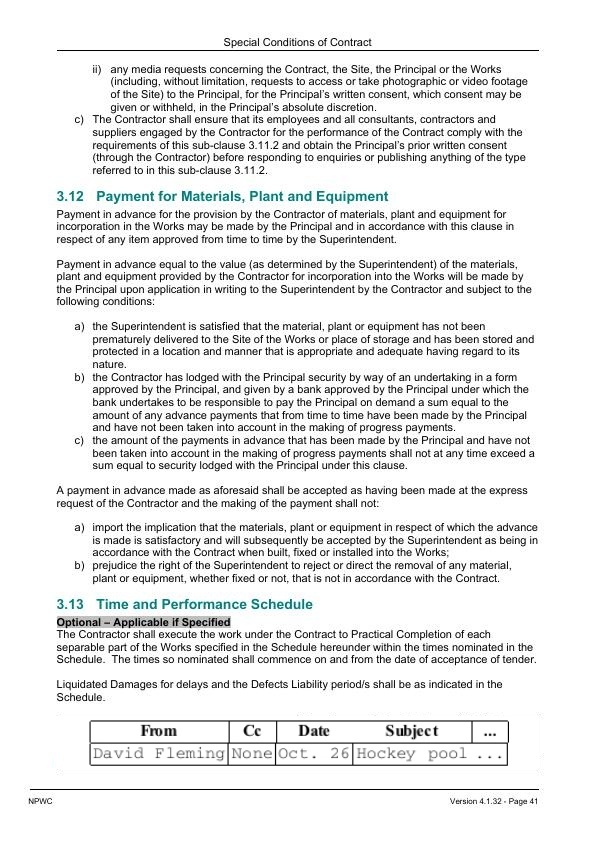 Special Conditions of Contract
ii) any media requests concerning the Contract, the Site, the Principal or the Works
(including, without limitation, requests to access or take photographic or video footage
of the Site) to the Principal, for the Principal's written consent, which consent may be
given or withheld, in the Principal's absolute discretion.
c) The Contractor shall ensure that its employees and all consultants, contractors and
suppliers engaged by the Contractor for the performance of the Contract comply with the
requirements of this sub-clause 3.11.2 and obtain the Principal's prior written consent
(through the Contractor) before responding to enquiries or publishing anything of the type
referred to in this sub-clause 3.11.2.
3.12 Payment for Materials, Plant and Equipment
Payment in advance for the provision by the Contractor of materials, plant and equipment for
incorporation in the Works may be made by the Principal and in accordance with this clause in
respect of any item approved from time to time by the Superintendent.
Payment in advance equal to the value (as determined by the Superintendent) of the materials,
plant and equipment provided by the Contractor for incorporation into the Works will be made by
the Principal upon application in writing to the Superintendent by the Contractor and subject to the
following conditions:
a) the Superintendent is satisfied that the material, plant or equipment has not been
prematurely delivered to the Site of the Works or place of storage and has been stored and
protected in a location and manner that is appropriate and adequate having regard to its
nature.
b) the Contractor has lodged with the Principal security by way of an undertaking in a form
approved by the Principal, and given by a bank approved by the Principal under which the
bank undertakes to be responsible to pay the Principal on demand a sum equal to the
amount of any advance payments that from time to time have been made by the Principal
and have not been taken into account in the making of progress payments.
c) the amount of the payments in advance that has been made by the Principal and have not
been taken into account in the making of progress payments shall not at any time exceed a
sum equal to security lodged with the Principal under this clause.
A payment in advance made as aforesaid shall be accepted as having been made at the express
request of the Contractor and the making of the payment shall not:
a) import the implication that the materials, plant or equipment in respect of which the advance
is made is satisfactory and will subsequently be accepted by the Superintendent as being in
accordance with the Contract when built, fixed or installed into the Works;
b) prejudice the right of the Superintendent to reject or direct the removal of any material,
plant or equipment, whether fixed or not, that is not in accordance with the Contract.
3.13 Time and Performance Schedule
Optional – Applicable if Specified
The Contractor shall execute the work under the Contract to Practical Completion of each
separable part of the Works specified in the Schedule hereunder within the times nominated in the
Schedule. The times so nominated shall commence on and from the date of acceptance of tender.
Liquidated Damages for delays and the Defects Liability period/s shall be as indicated in the
Schedule.
From Cc Date Subject ...
David Fleming None Oct. 26 Hockey pool ...
NPWC Version 4.1.32 - Page 41